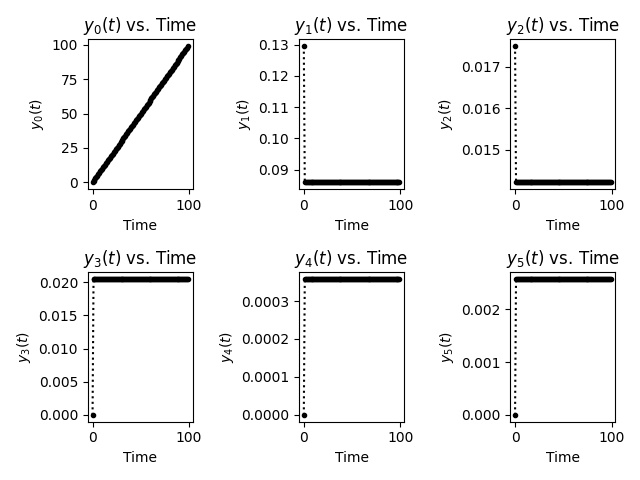 y₀(t) vs. Time
y₁(t) vs. Time
y₂(t) vs. Time
100
75
50
25
0
y₀(t)
0
100
Time
0.13
0.12
0.11
0.10
0.09
y₁(t)
0
100
Time
0.017
0.016
0.015
y₂(t)
0
100
Time
y₃(t) vs. Time
y₄(t) vs. Time
y₅(t) vs. Time
0.020
0.015
0.010
0.005
0.000
y₃(t)
0
100
Time
0.0003
0.0002
0.0001
0.0000
y₄(t)
0
100
Time
0.002
0.001
0.000
y₅(t)
0
100
Time